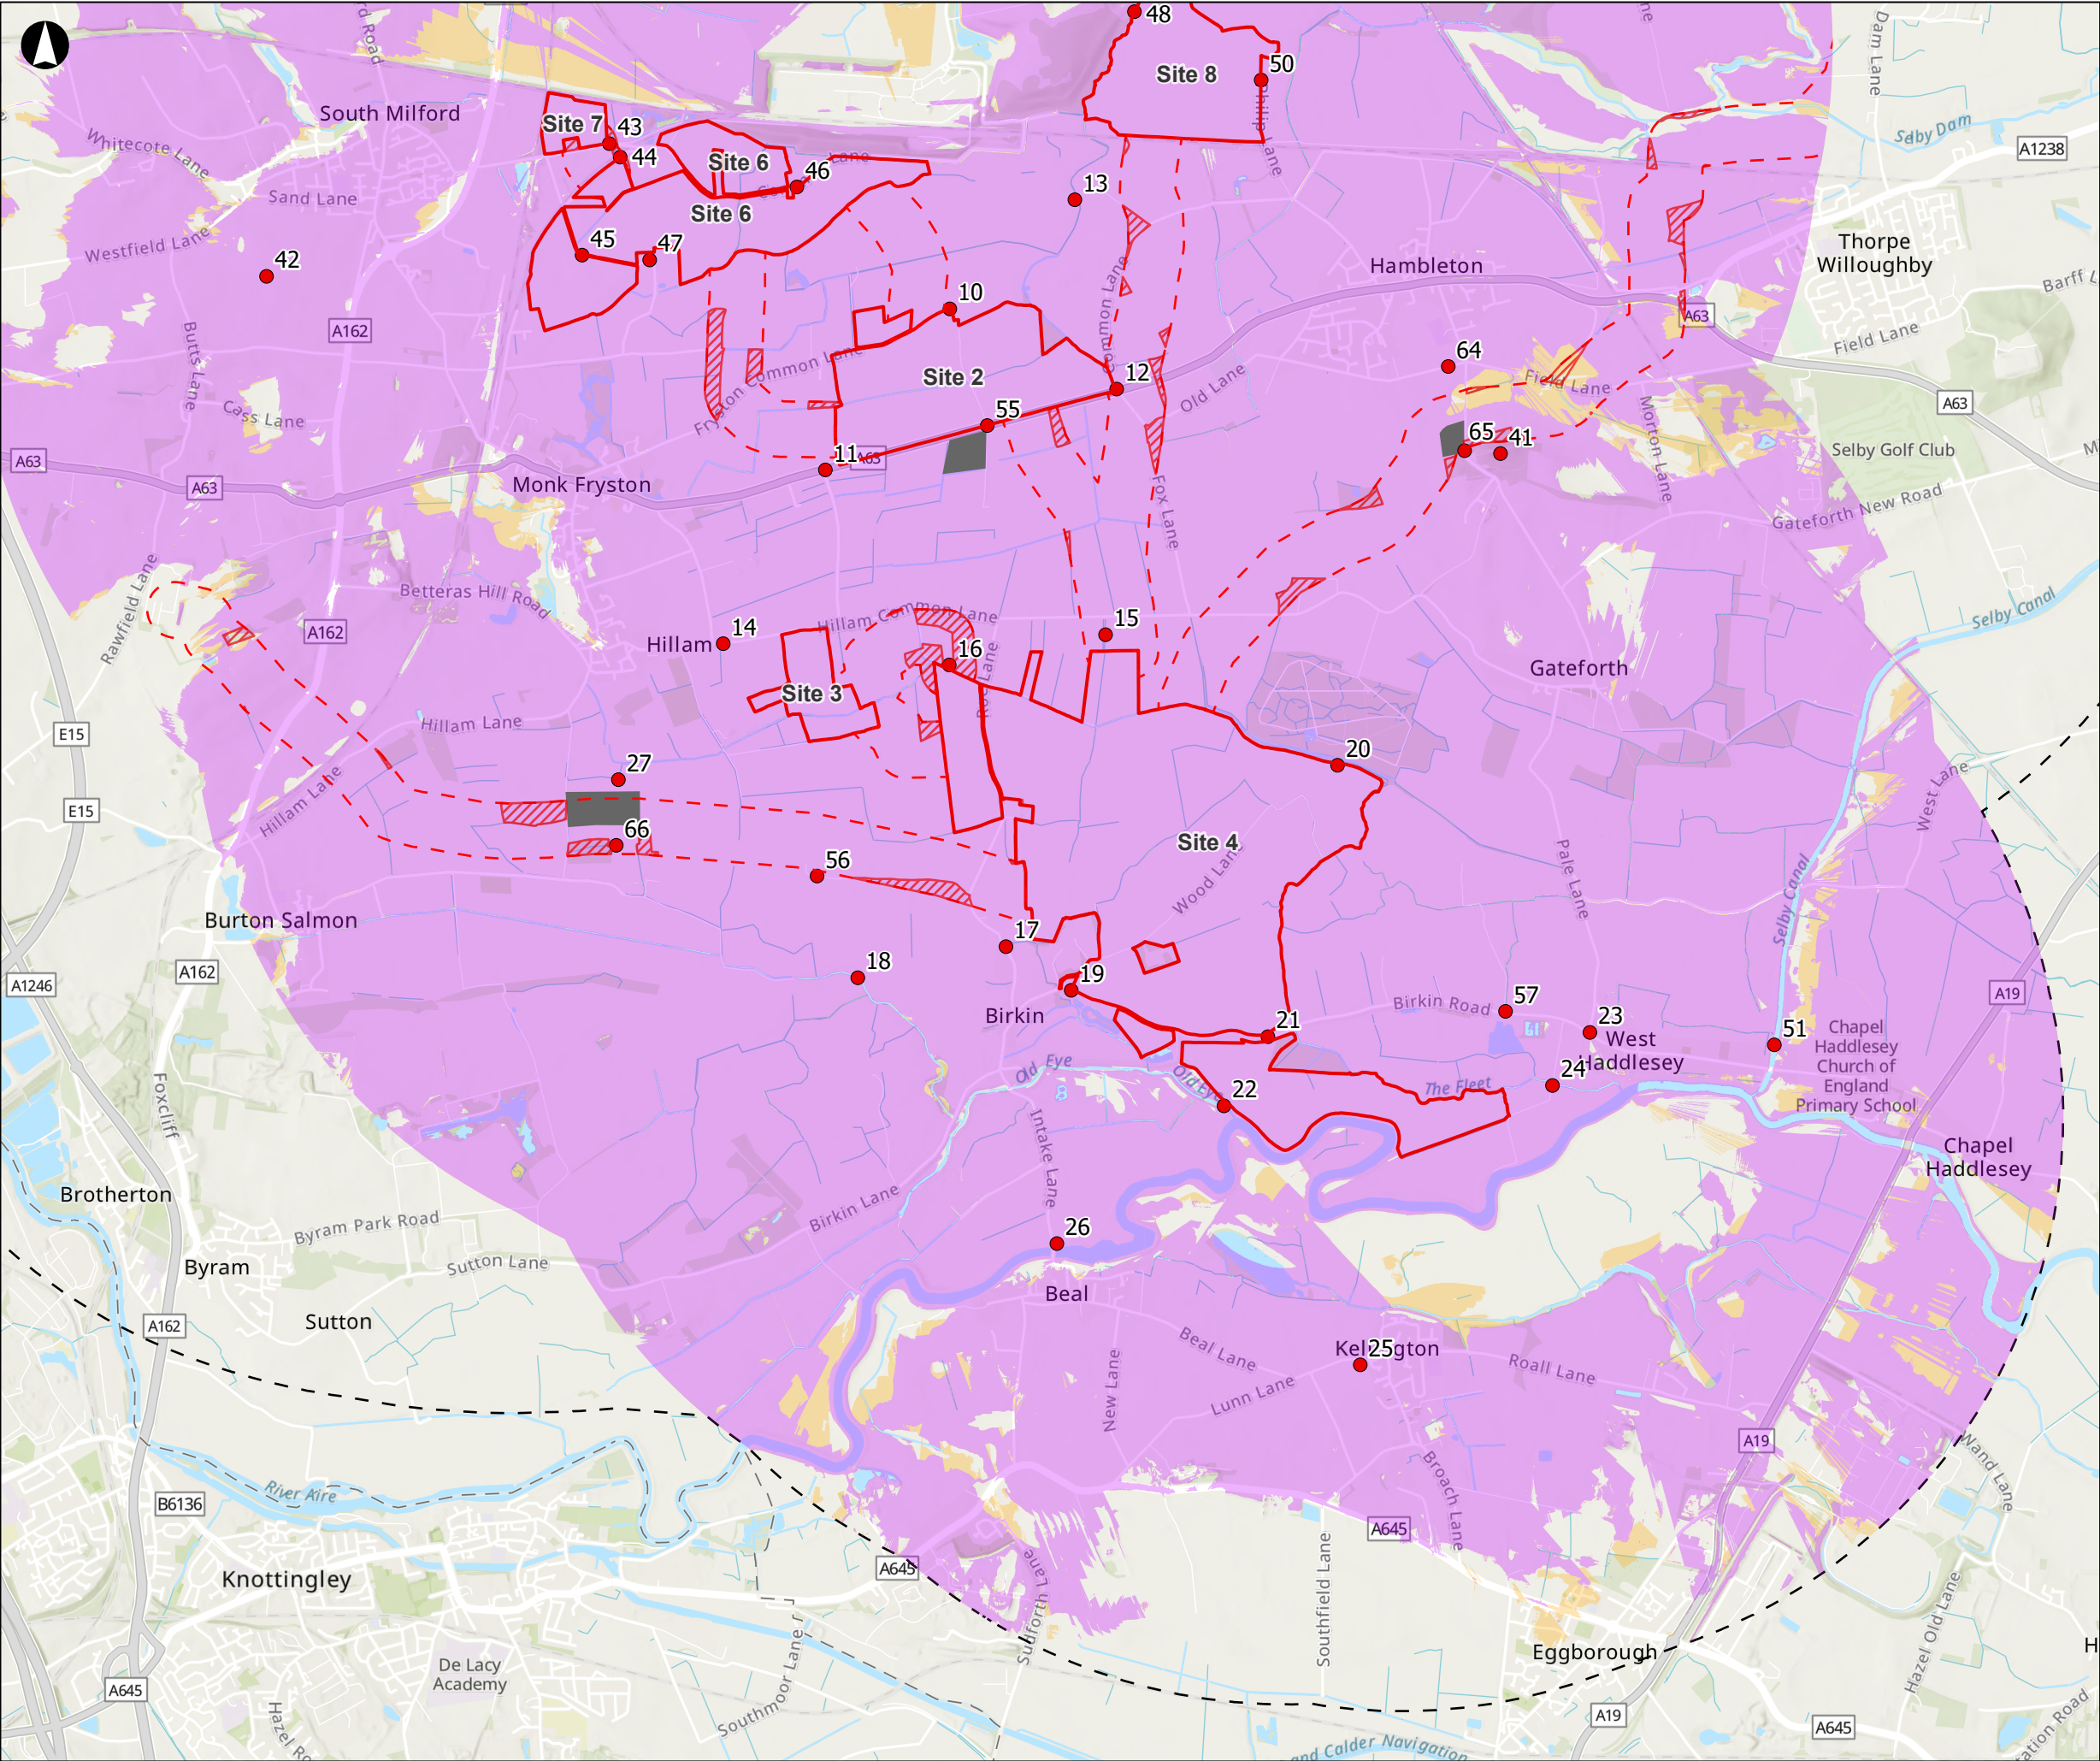 48
50
Site 8
Dam Lane
South Milford
Site 7
43
44
Whitecote Lane
Site 6
46
Lane
Selby Dam
A1238
Sand Lane
Site 6
13
Westfield Lane
45
47
42
Hambleton
Thorpe
Willoughby
Barff L
10
Common Lane
A162
A63
Field Lane
Butts Lane
Fryston Common Lane
Site 2
12
64
Old Lane
Field Lane
A63
Cass Lane
55
Morton Lane
65
41
Selby Golf Club
A63
11
A63
A63
Monk Fryston
Fox Lane
Gateforth New Road
Rawfield Lane
Betteras Hill Road
Selby Canal
A162
Hillam Common Lane
15
Hillam
14
16
Gateforth
Site 3
Hillam Lane
E15
20
27
E15
Hillam Lane
West Lane
66
Site 4
56
Wood Lane
Pale Lane
Burton Salmon
Selby Canal
17
18
19
A162
A1246
A19
Birkin
Birkin Road
57
23
21
51
West
Haddlesey
Chapel
Haddlesey
Church of
England
Primary School
Old Eye
Old Eye
22
The Fleet
24
Foxcliff
Intake Lane
Chapel
Haddlesey
Brotherton
Byram Park Road
Birkin Lane
26
Byram
Sutton Lane
Beal
Sutton
A162
Beal Lane
25
Roall Lane
New Lane
Lunn Lane
A19
Wand Lane
River Aire
B6136
Broach Lane
A645
Southfield Lane
A645
Knottingley
Sudforth Lane
Hazel Old Lane
Eggborough
De Lacy
Academy
A645
Southmoor Lane
A19
A645
and Calder Navigation
tation Road